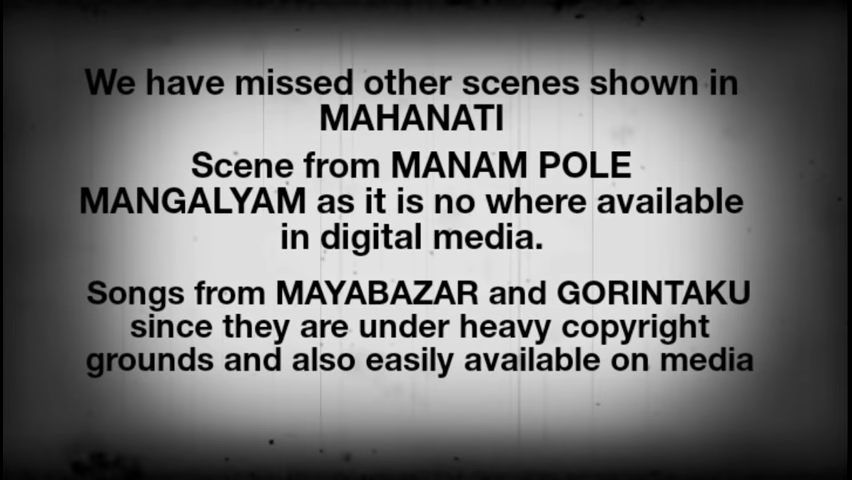 We have missed other scenes shown in
MAHANATI
Scene from MANAM POLE
MANGALYAM as it is no where available
in digital media.
Songs from MAYABAZAR and GORINTAKU
since they are under heavy copyright
grounds and also easily available on media